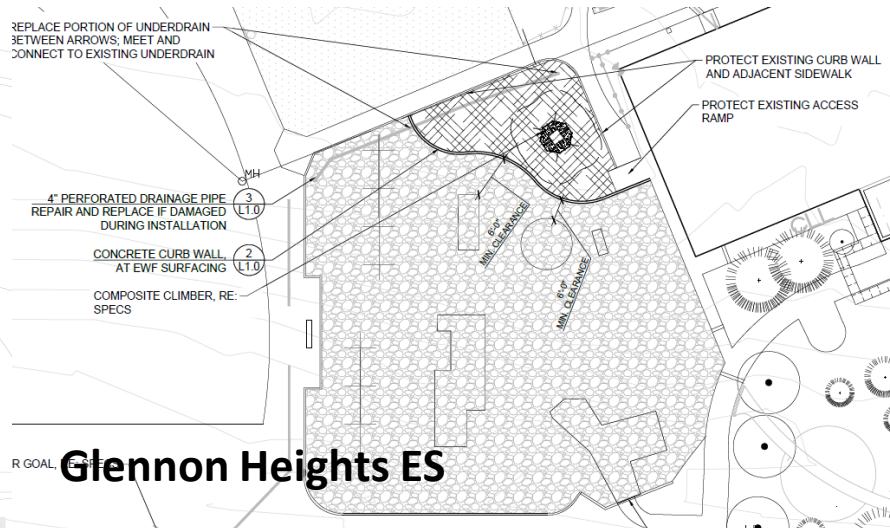 REPLACE PORTION OF UNDERDRAIN
BETWEEN ARROWS; MEET AND
CONNECT TO EXISTING UNDERDRAIN
PROTECT EXISTING CURB WALL
AND ADJACENT SIDEWALK
PROTECT EXISTING ACCESS
RAMP
MH
4" PERFORATED DRAINAGE PIPE
REPAIR AND REPLACE IF DAMAGED
DURING INSTALLATION
3
L1.0
CONCRETE CURB WALL,
AT EWF SURFACING
2
L1.0
COMPOSITE CLIMBER, RE:
SPECS
6'-0"
MIN. CLEARANCE
6'-0"
MIN. CLEARANCE
R GOAL, RE: SPECS
Glennon Heights ES